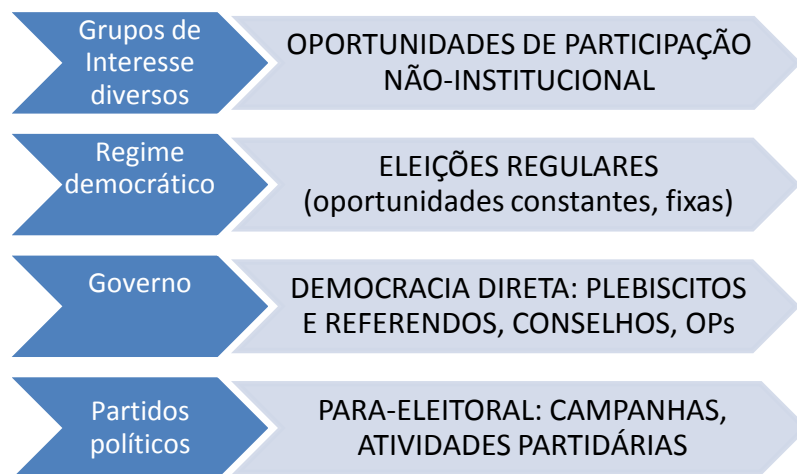 Grupos de
Interesse
diversos
OPORTUNIDADES DE PARTICIPAÇÃO
NÃO-INSTITUCIONAL
Regime
democrático
ELEIÇÕES REGULARES
(oportunidades constantes, fixas)
Governo
DEMOCRACIA DIRETA: PLEBISCITOS
E REFERENDOS, CONSELHOS, OPs
Partidos
políticos
PARA-ELEITORAL: CAMPANHAS,
ATIVIDADES PARTIDÁRIAS